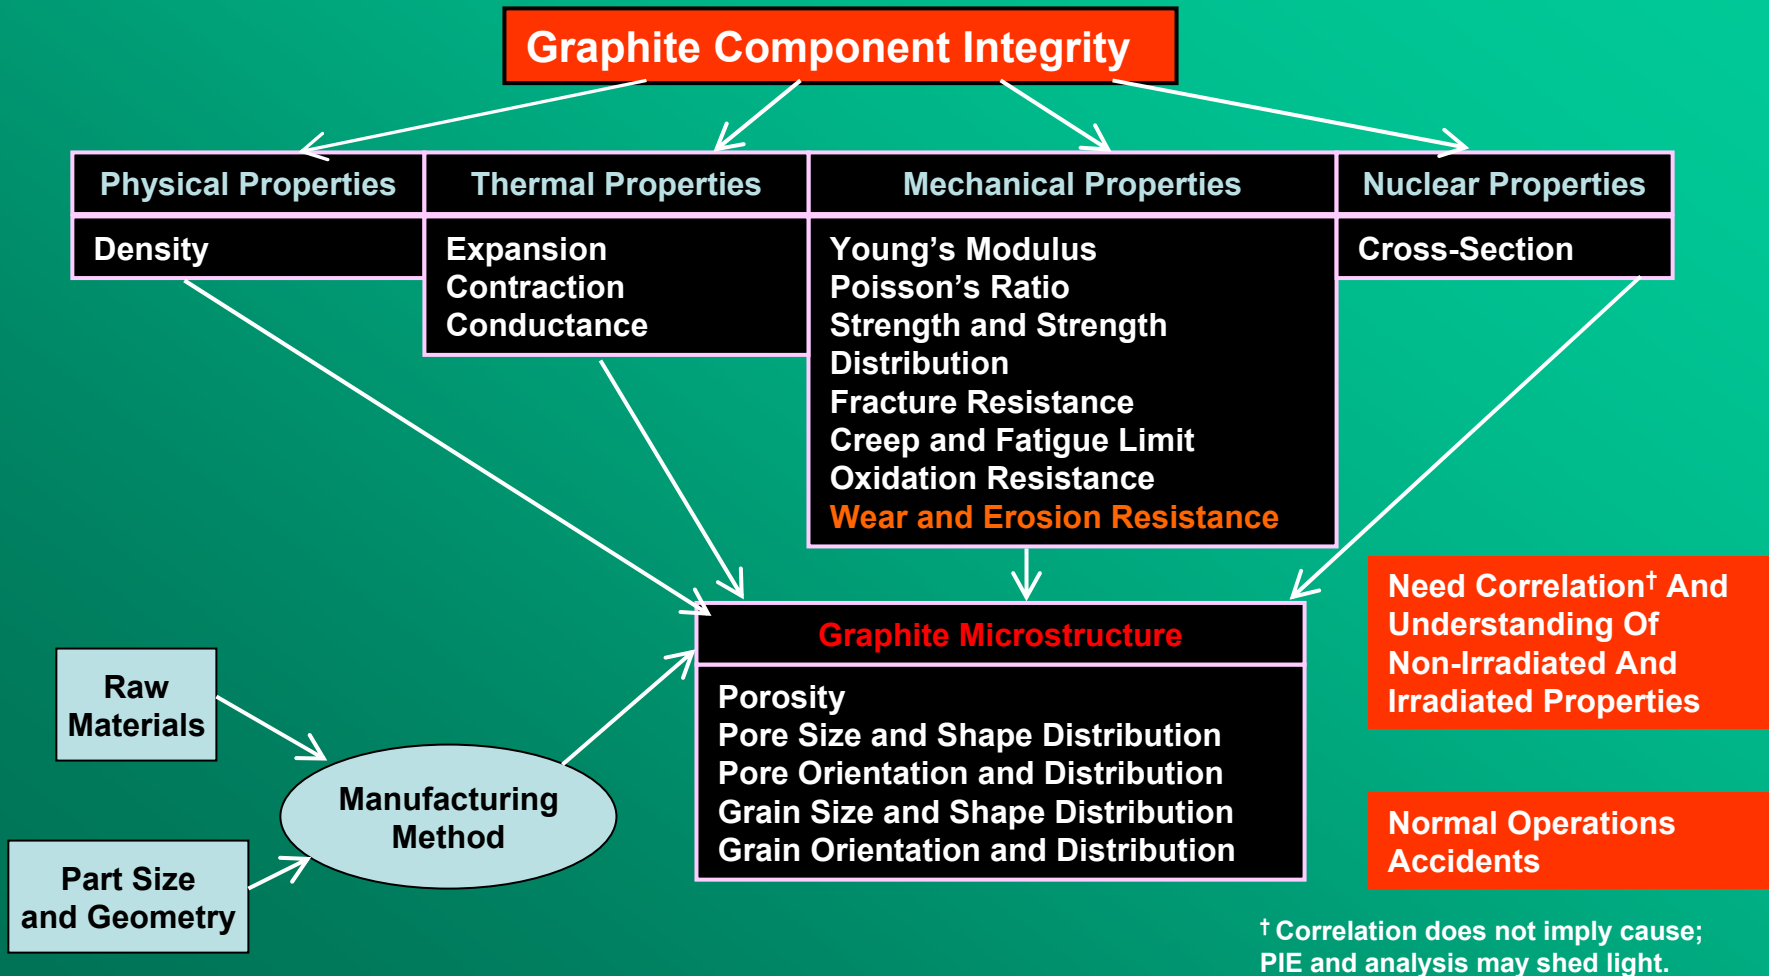 Graphite Component Integrity
Physical Properties
Density
Thermal Properties
Expansion
Contraction
Conductance
Mechanical Properties
Young’s Modulus
Poisson’s Ratio
Strength and Strength
Distribution
Fracture Resistance
Creep and Fatigue Limit
Oxidation Resistance
Wear and Erosion Resistance
Nuclear Properties
Cross-Section
Raw
Materials
Part Size
and Geometry
Manufacturing
Method
Graphite Microstructure
Porosity
Pore Size and Shape Distribution
Pore Orientation and Distribution
Grain Size and Shape Distribution
Grain Orientation and Distribution
Need Correlation† And
Understanding Of
Non-Irradiated And
Irradiated Properties
Normal Operations
Accidents
† Correlation does not imply cause;
PIE and analysis may shed light.